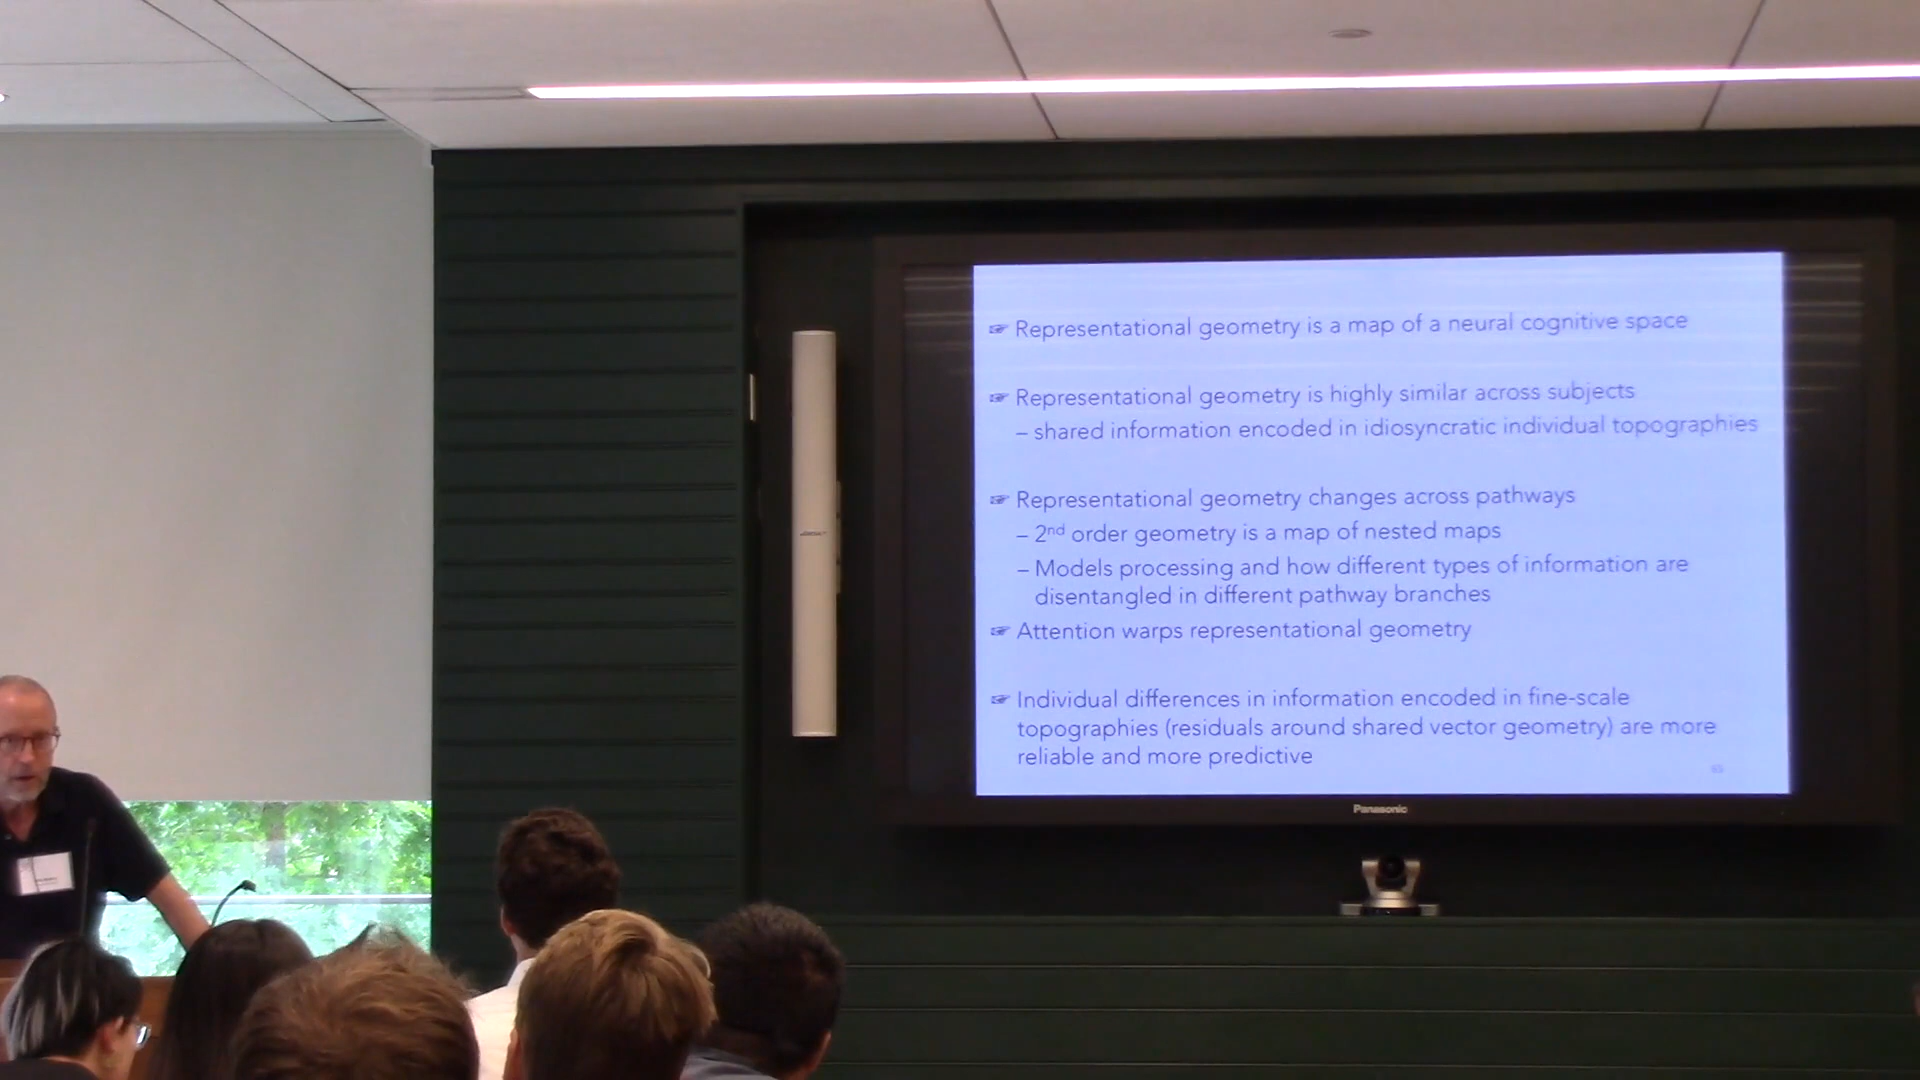 ☞ Representational geometry is a map of a neural cognitive space
☞ Representational geometry is highly similar across subjects
– shared information encoded in idiosyncratic individual topographies
☞ Representational geometry changes across pathways
– 2nd order geometry is a map of nested maps
– Models processing and how different types of information are
disentangled in different pathway branches
☞ Attention warps representational geometry
☞ Individual differences in information encoded in fine-scale
topographies (residuals around shared vector geometry) are more
reliable and more predictive
Panasonic